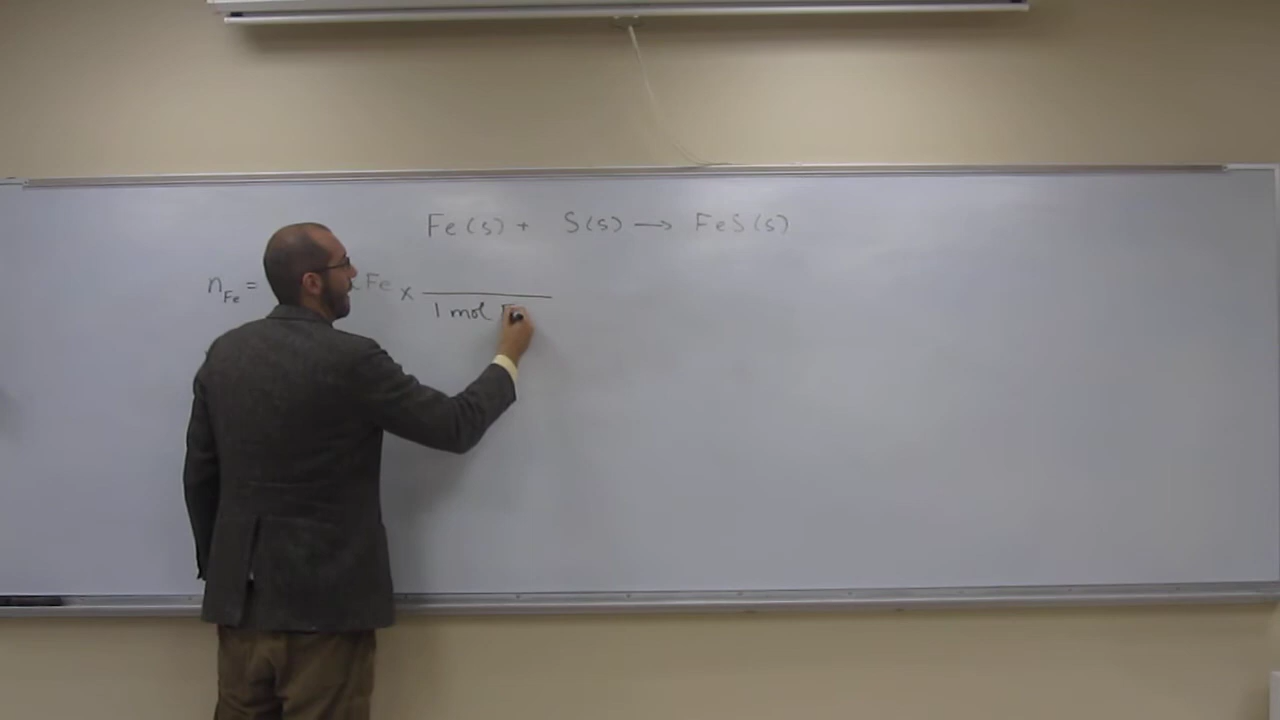 Fe(s) + S(s) → FeS(s)
n_Fe = Fe ×
1 mol